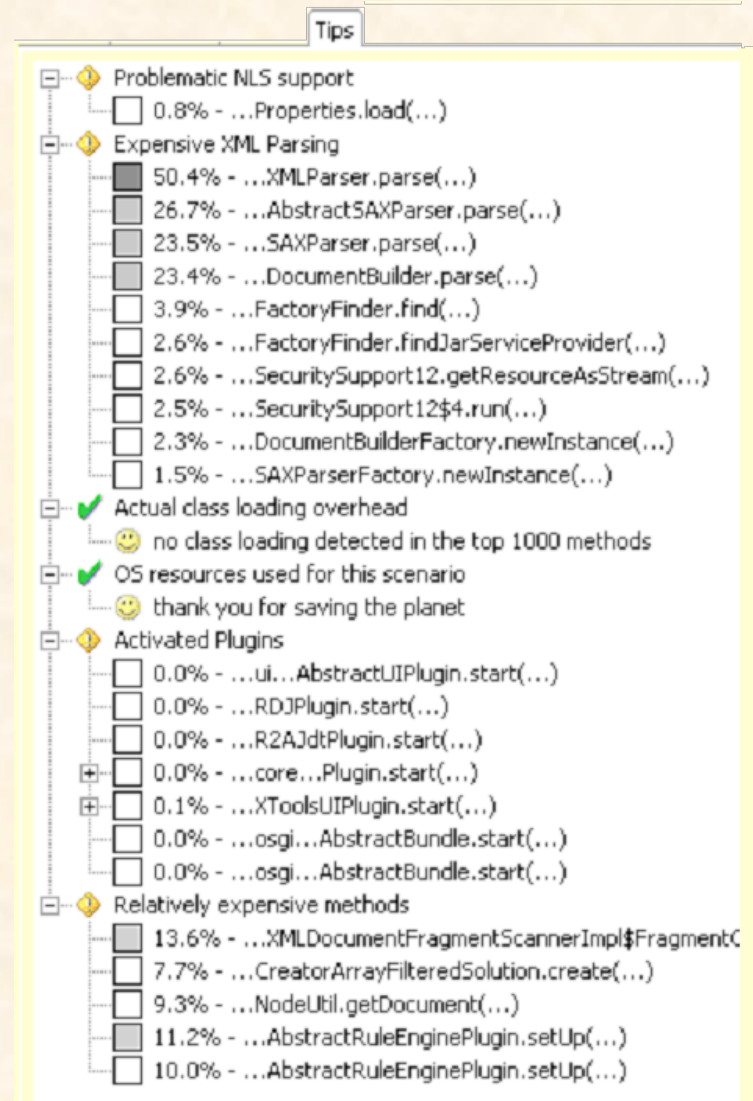 Tips
Problematic NLS support
0.8% - ...Properties.load(...)
Expensive XML Parsing
50.4% - ...XMLParser.parse(...)
26.7% - ...AbstractSAXParser.parse(...)
23.5% - ...SAXParser.parse(...)
23.4% - ...DocumentBuilder.parse(...)
3.9% - ...FactoryFinder.find(...)
2.6% - ...FactoryFinder.findJarServiceProvider(...)
2.6% - ...SecuritySupport12.getResourceAsStream(...)
2.5% - ...SecuritySupport12$4.run(...)
2.3% - ...DocumentBuilderFactory.newInstance(...)
1.5% - ...SAXParserFactory.newInstance(...)
Actual class loading overhead
no class loading detected in the top 1000 methods
OS resources used for this scenario
thank you for saving the planet
Activated Plugins
0.0% - ...ui...AbstractUIPlugin.start(...)
0.0% - ...RDJPlugin.start(...)
0.0% - ...R2AJdtPlugin.start(...)
0.0% - ...core...Plugin.start(...)
0.1% - ...XToolsUIPlugin.start(...)
0.0% - ...osgi...AbstractBundle.start(...)
0.0% - ...osgi...AbstractBundle.start(...)
Relatively expensive methods
13.6% - ...XMLDocumentFragmentScannerImpl$FragmentC
7.7% - ...CreatorArrayFilteredSolution.create(...)
9.3% - ...NodeUtil.getDocument(...)
11.2% - ...AbstractRuleEnginePlugin.setUp(...)
10.0% - ...AbstractRuleEnginePlugin.setUp(...)